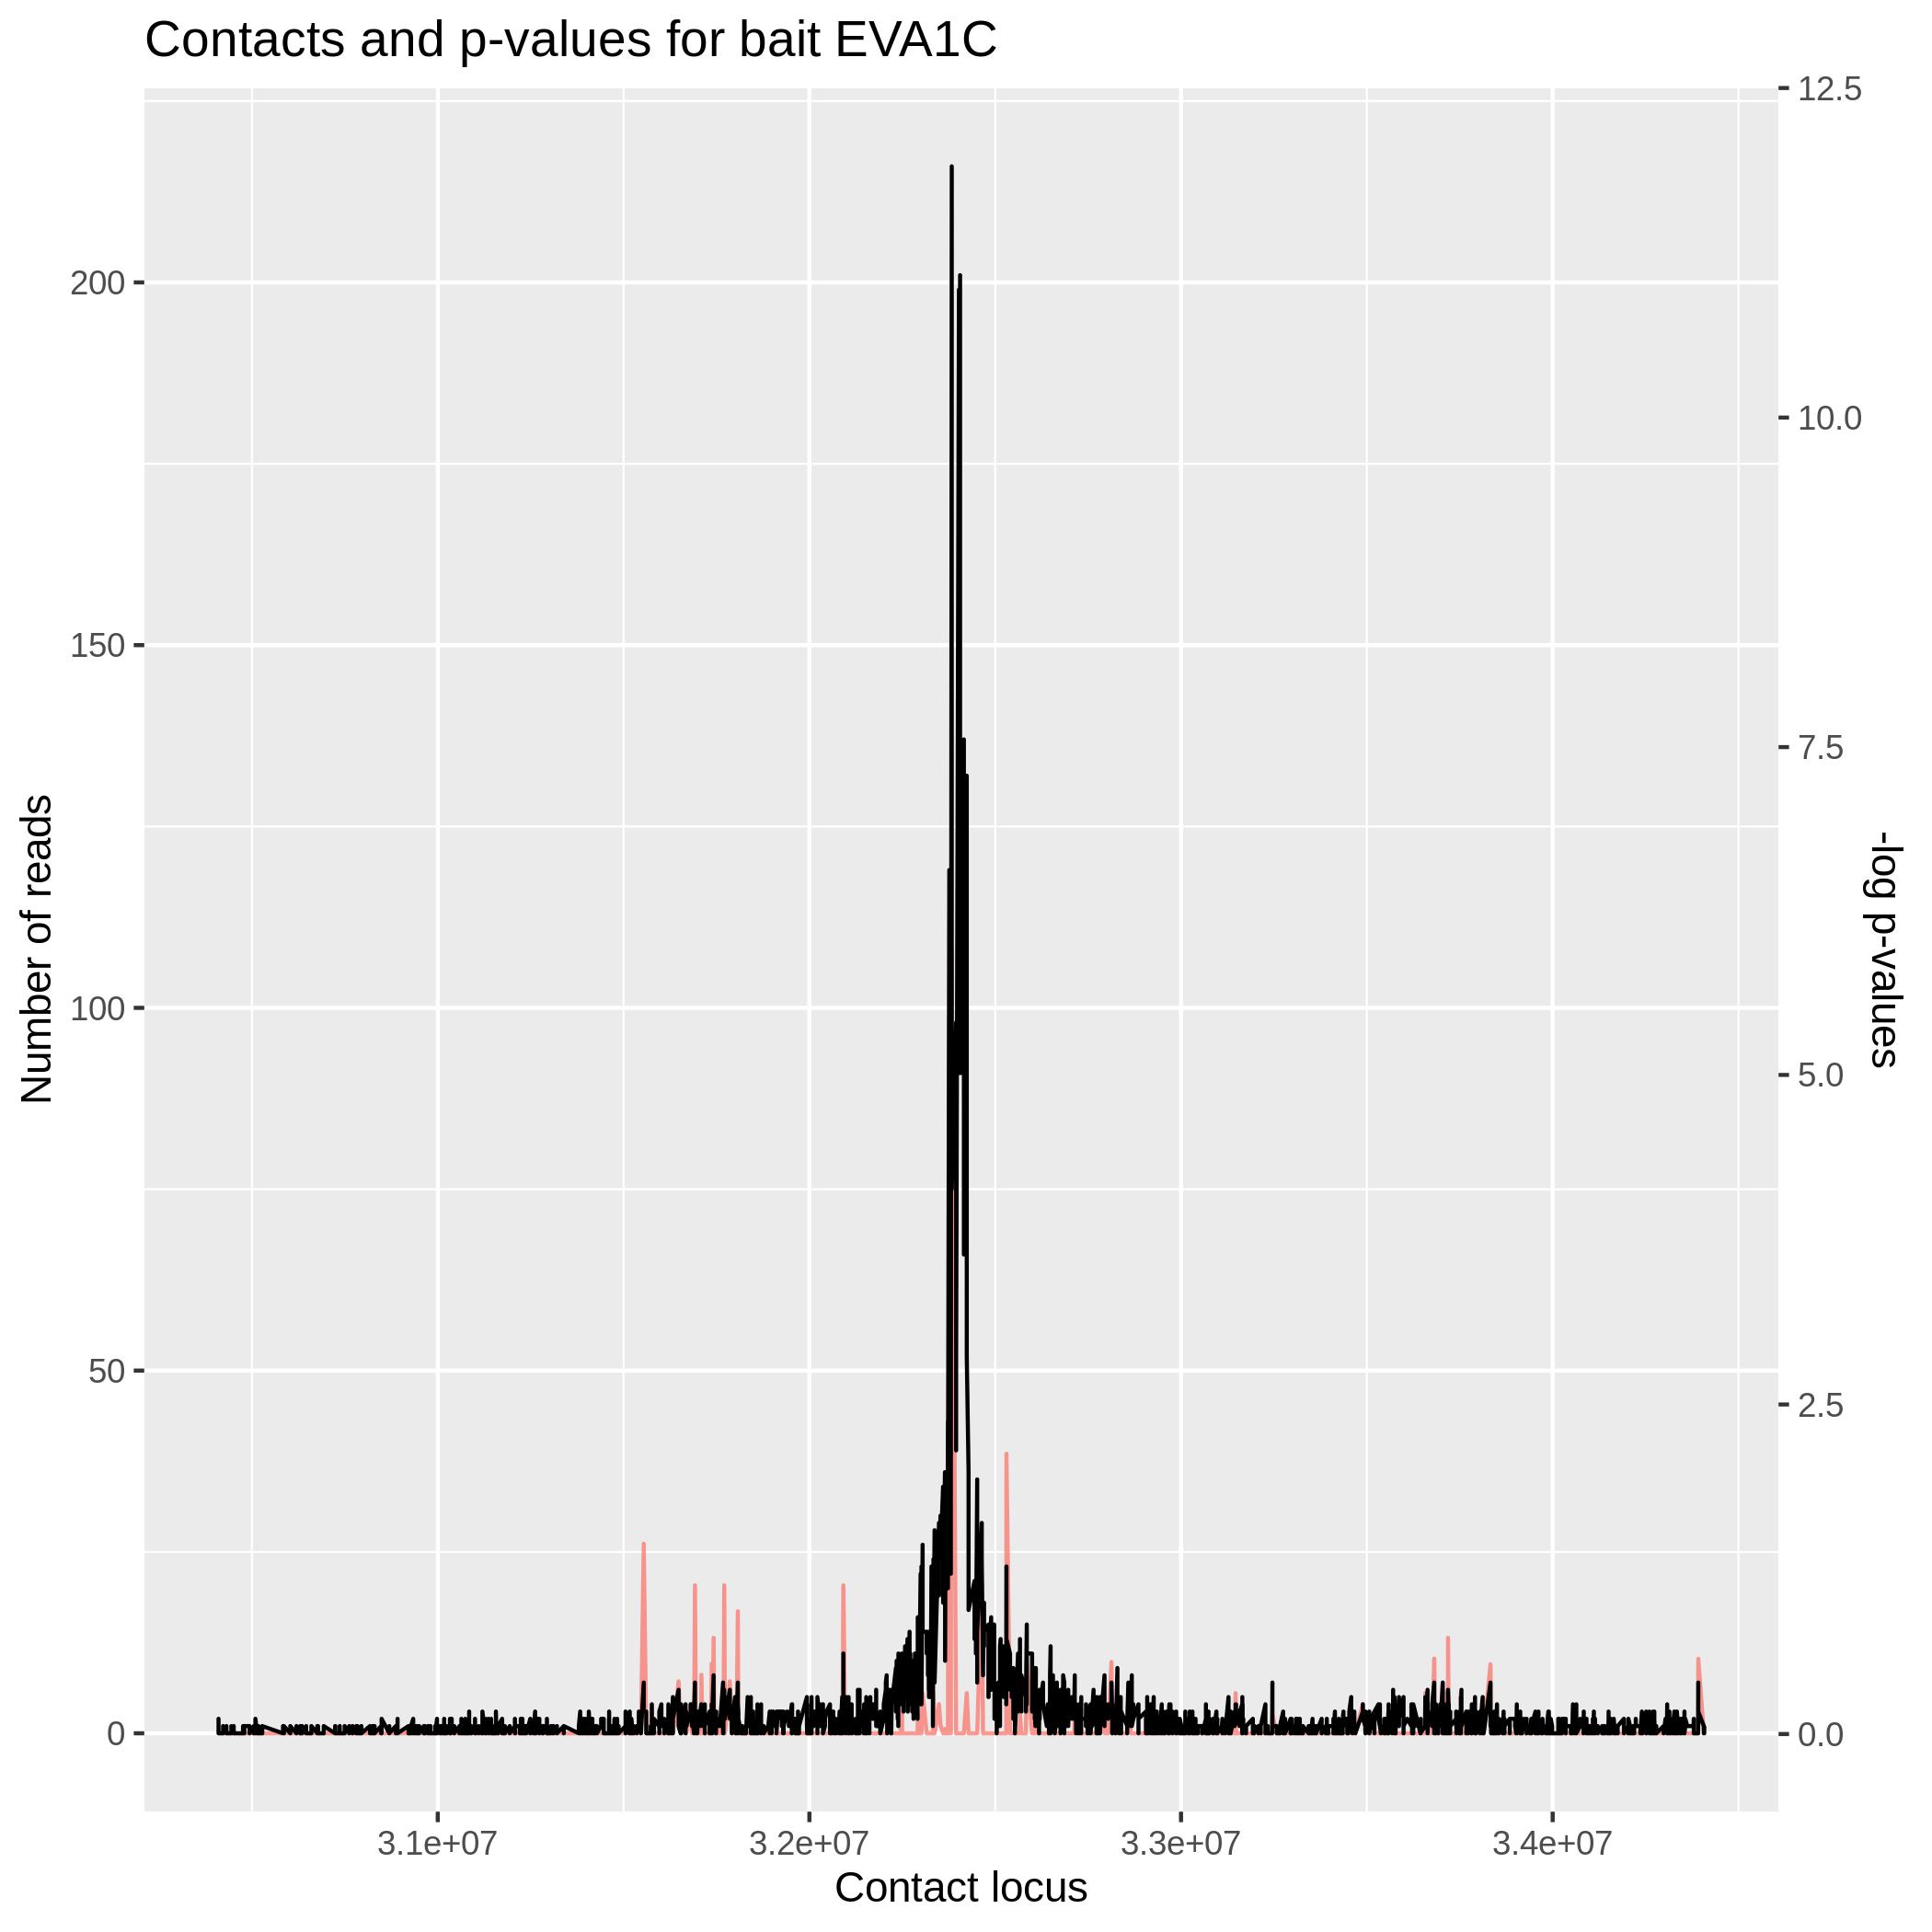 Contacts and p-values for bait EVA1C
12.5
200
10.0
150
7.5
Number of reads
-log p-values
100
5.0
50
2.5
0
0.0
3.1e+07 3.2e+07 3.3e+07 3.4e+07
Contact locus